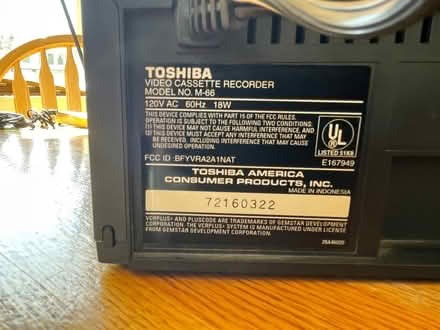 TOSHIBA
VIDEO CASSETTE RECORDER
MODEL NO. M-66
120V AC 60Hz 18W
THIS DEVICE COMPLIES WITH PART 15 OF THE FCC RULES.
OPERATION IS SUBJECT TO THE FOLLOWING TWO CONDITIONS:
(1) THIS DEVICE MAY NOT CAUSE HARMFUL INTERFERENCE, AND
(2) THIS DEVICE MUST ACCEPT ANY INTERFERENCE THAT MAY
BE RECEIVED, INCLUDING INTERFERENCE THAT MAY CAUSE
UNDESIRED OPERATION.
UL
LISTED 51K8
E167949
FCC ID :BFYVRA2A1NAT
TOSHIBA AMERICA
CONSUMER PRODUCTS, INC.
MADE IN INDONESIA
72160322
VCRPLUS+ AND PLUSCODE ARE TRADEMARKS OF GEMSTAR DEVELOPMENT
CORPORATION. THE VCRPLUS+ SYSTEM IS MANUFACTURED UNDER LICENSE
FROM GEMSTAR DEVELOPMENT CORPORATION.